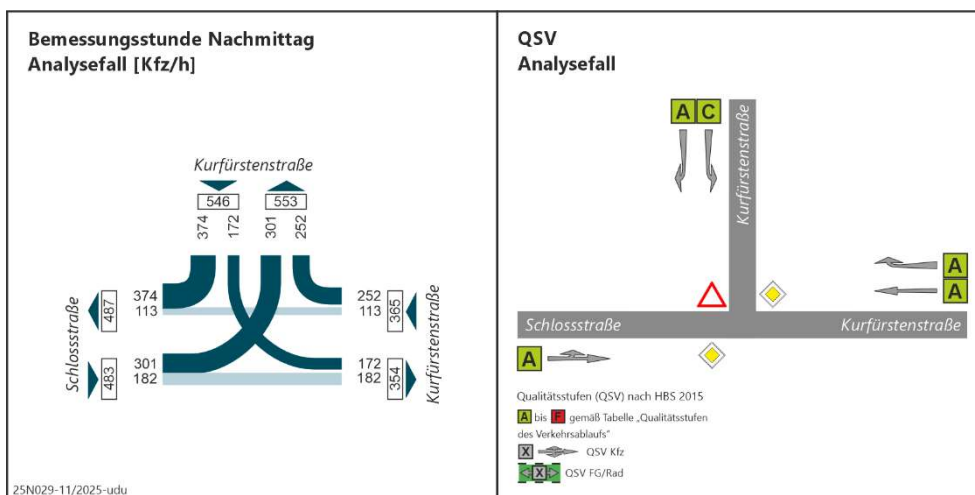 Bemessungsstunde Nachmittag
Analysefall [Kfz/h]
Kurfürstenstraße
546
553
374
172
301
252
Schlossstraße
487
374
113
483
301
182
252
113
365
172
182
354
Kurfürstenstraße
25N029-11/2025-udu
QSV
Analysefall
A C
Kurfürstenstraße
A
A
Schlossstraße
Kurfürstenstraße
A
Qualitätsstufen (QSV) nach HBS 2015
A bis F gemäß Tabelle „Qualitätsstufen
des Verkehrsablaufs“
X QSV Kfz
X QSV FG/Rad